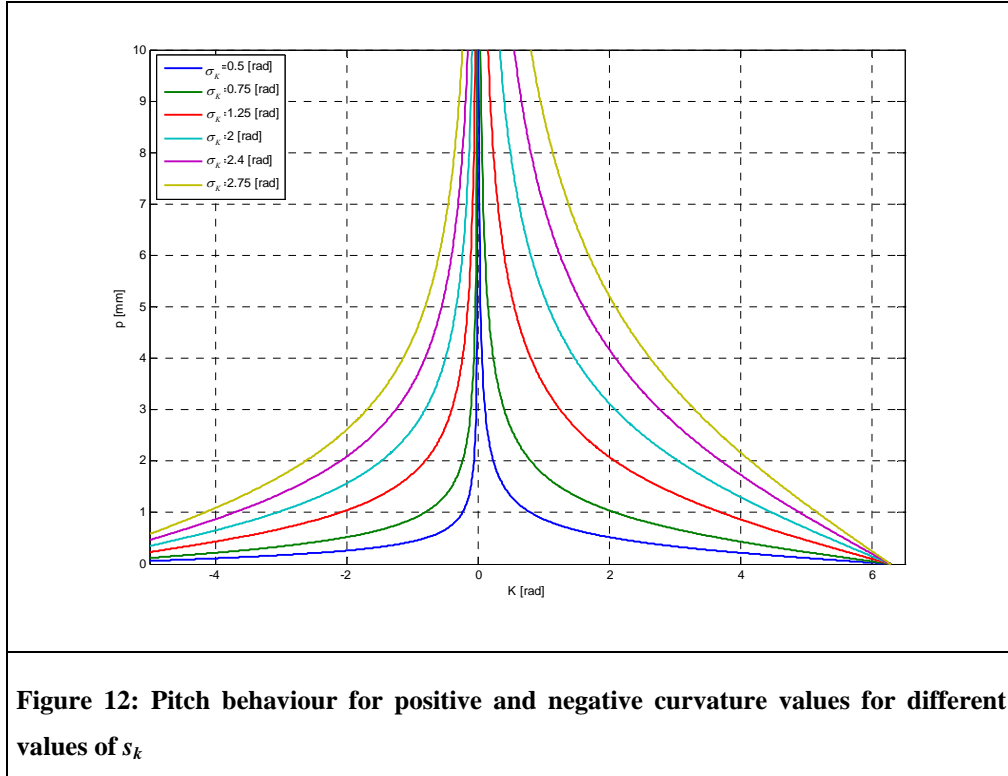 10
9
8
7
6
5
4
3
2
1
0
p [mm]
σK=0.5 [rad]
σK=0.75 [rad]
σK=1.25 [rad]
σK=2 [rad]
σK=2.4 [rad]
σK=2.75 [rad]
-4 -2 0 2 4 6
K [rad]
Figure 12: Pitch behaviour for positive and negative curvature values for different
values of sk